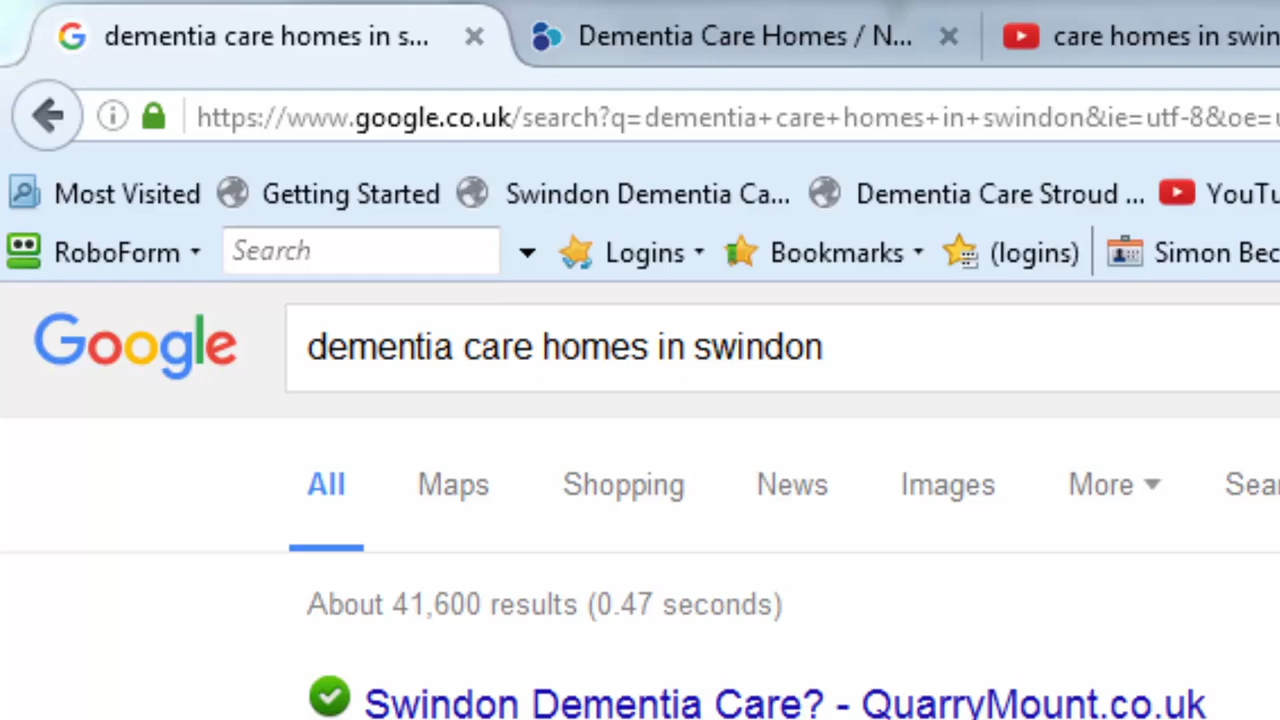 dementia care homes in s... Dementia Care Homes / N... care homes in swin
https://www.google.co.uk/search?q=dementia+care+homes+in+swindon&ie=utf-8&oe=u
Most Visited Getting Started Swindon Dementia Ca... Dementia Care Stroud ... YouTu
RoboForm Search Logins Bookmarks (logins) Simon Bec
Google dementia care homes in swindon
All Maps Shopping News Images More Sear
About 41,600 results (0.47 seconds)
Swindon Dementia Care? - QuarryMount.co.uk